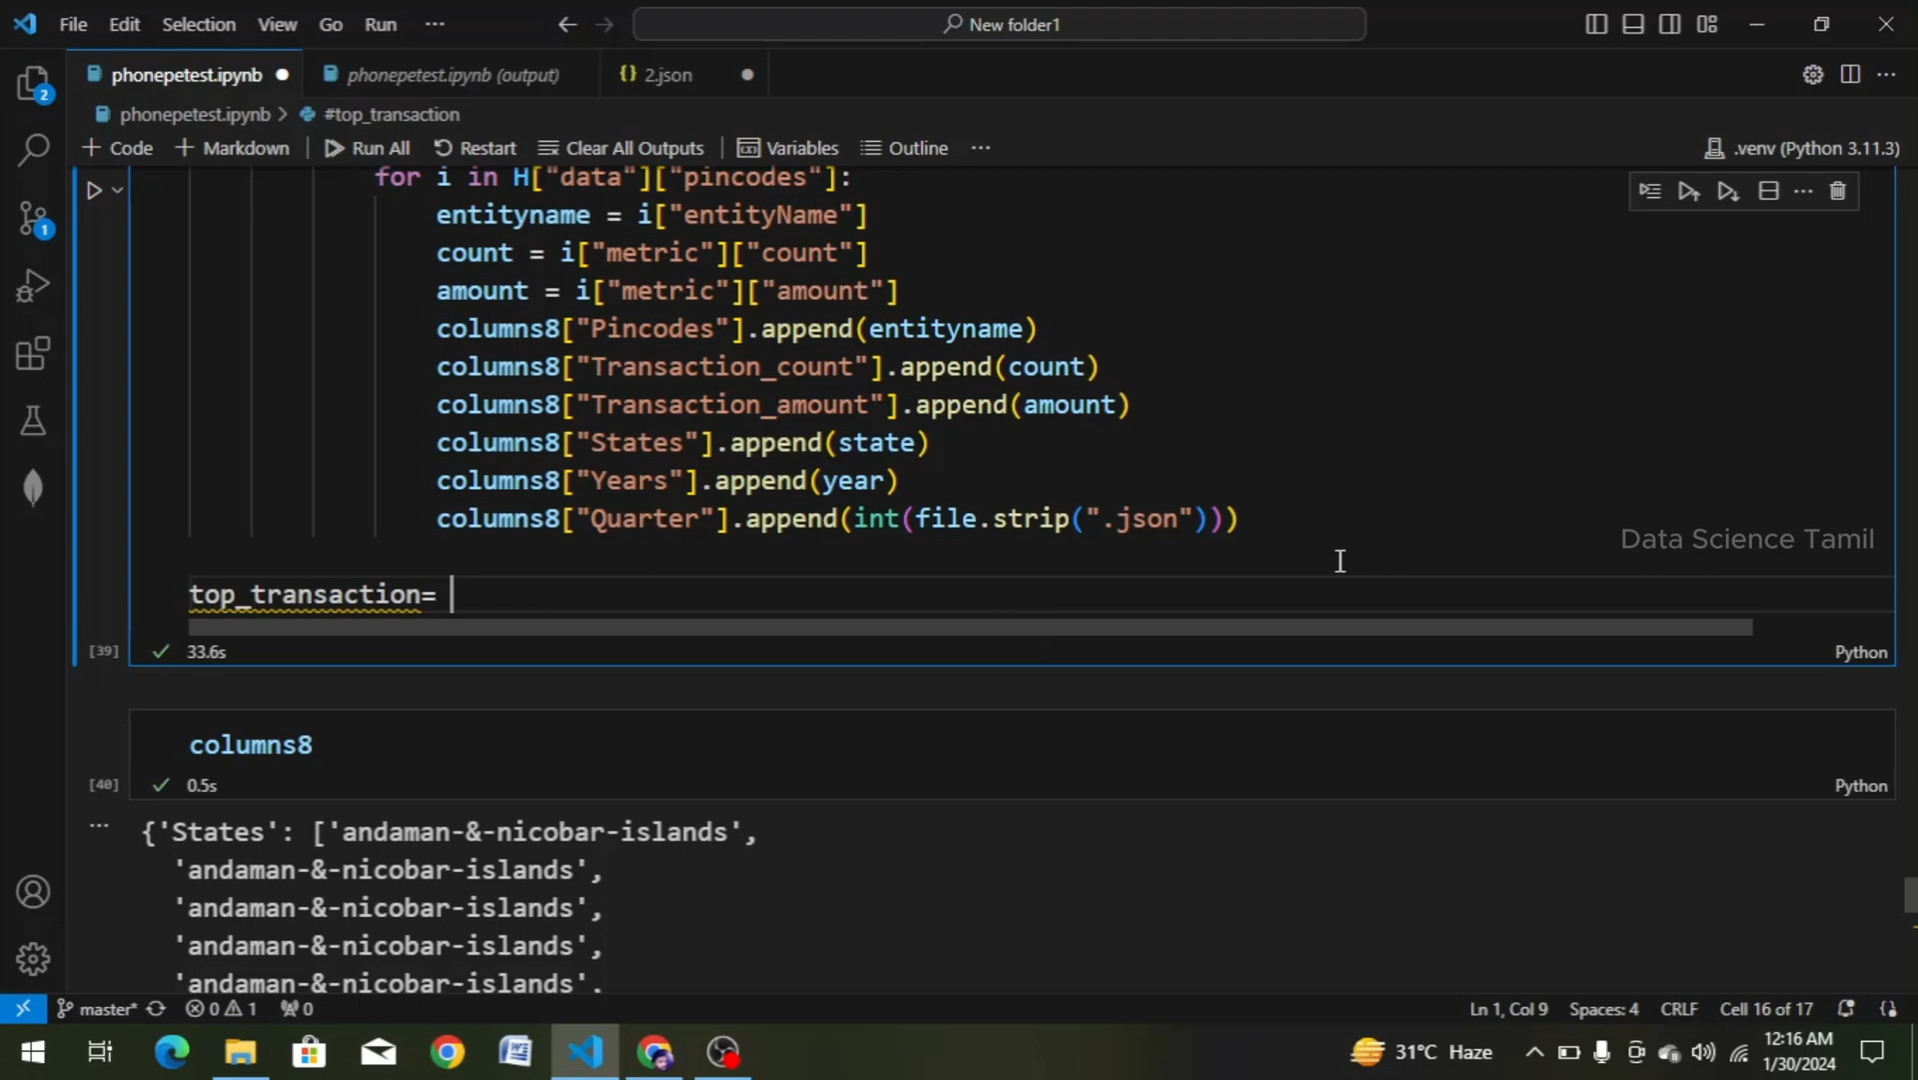 File Edit Selection View Go Run ··· New folder1
phonepetest.ipynb phonepetest.ipynb (output) {} 2.json
phonepetest.ipynb > #top_transaction
+ Code + Markdown Run All Restart Clear All Outputs Variables Outline ··· .venv (Python 3.11.3)
for i in H["data"]["pincodes"]:
entityname = i["entityName"]
count = i["metric"]["count"]
amount = i["metric"]["amount"]
columns8["Pincodes"].append(entityname)
columns8["Transaction_count"].append(count)
columns8["Transaction_amount"].append(amount)
columns8["States"].append(state)
columns8["Years"].append(year)
columns8["Quarter"].append(int(file.strip(".json")))
Data Science Tamil
top_transaction=
[39] 33.6s Python
columns8
[40] 0.5s Python
{'States': ['andaman-&-nicobar-islands',
'andaman-&-nicobar-islands',
'andaman-&-nicobar-islands',
'andaman-&-nicobar-islands',
'andaman-&-nicobar-islands',
master* 0 1 0 Ln 1, Col 9 Spaces: 4 CRLF Cell 16 of 17
31°C Haze 12:16 AM
1/30/2024
2
1